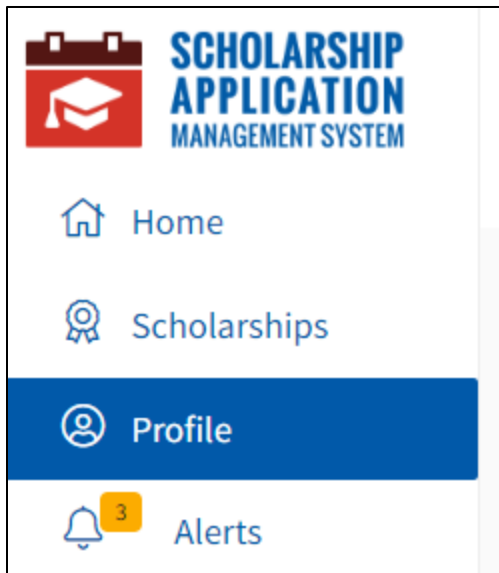 SCHOLARSHIP
APPLICATION
MANAGEMENT SYSTEM
Home
Scholarships
Profile
3
Alerts